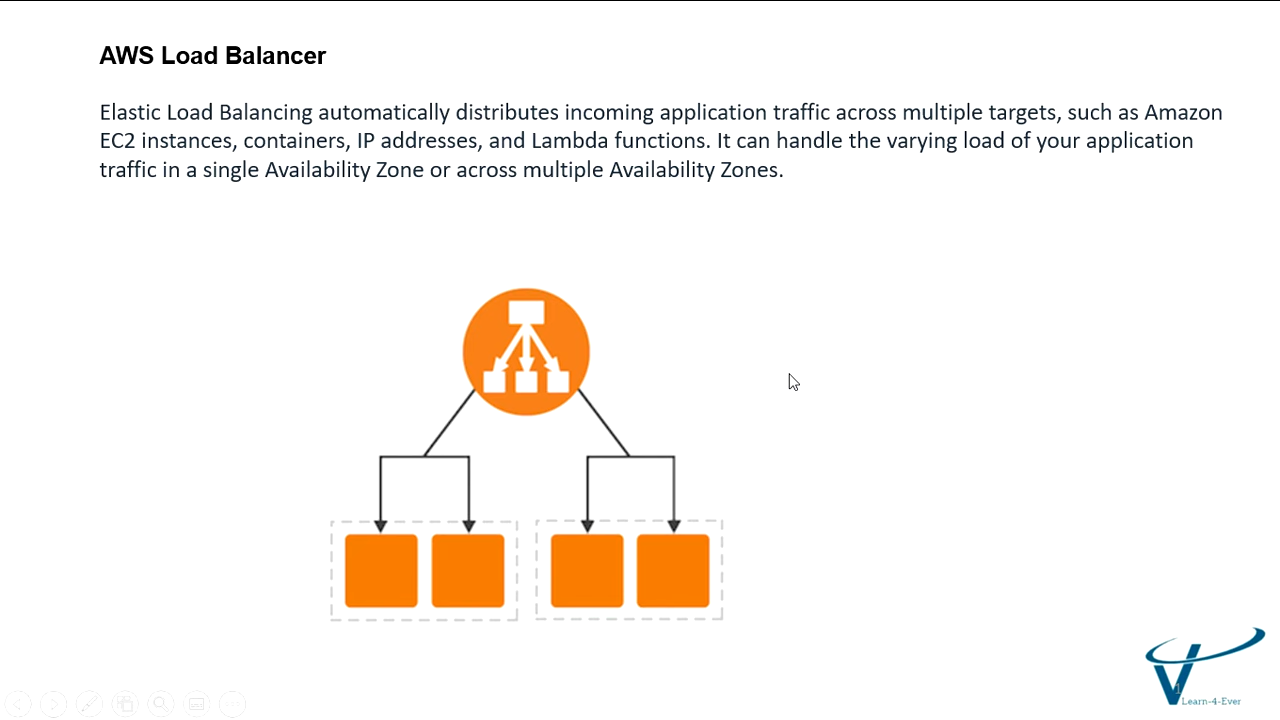 AWS Load Balancer
Elastic Load Balancing automatically distributes incoming application traffic across multiple targets, such as Amazon
EC2 instances, containers, IP addresses, and Lambda functions. It can handle the varying load of your application
traffic in a single Availability Zone or across multiple Availability Zones.
Learn-4-Ever